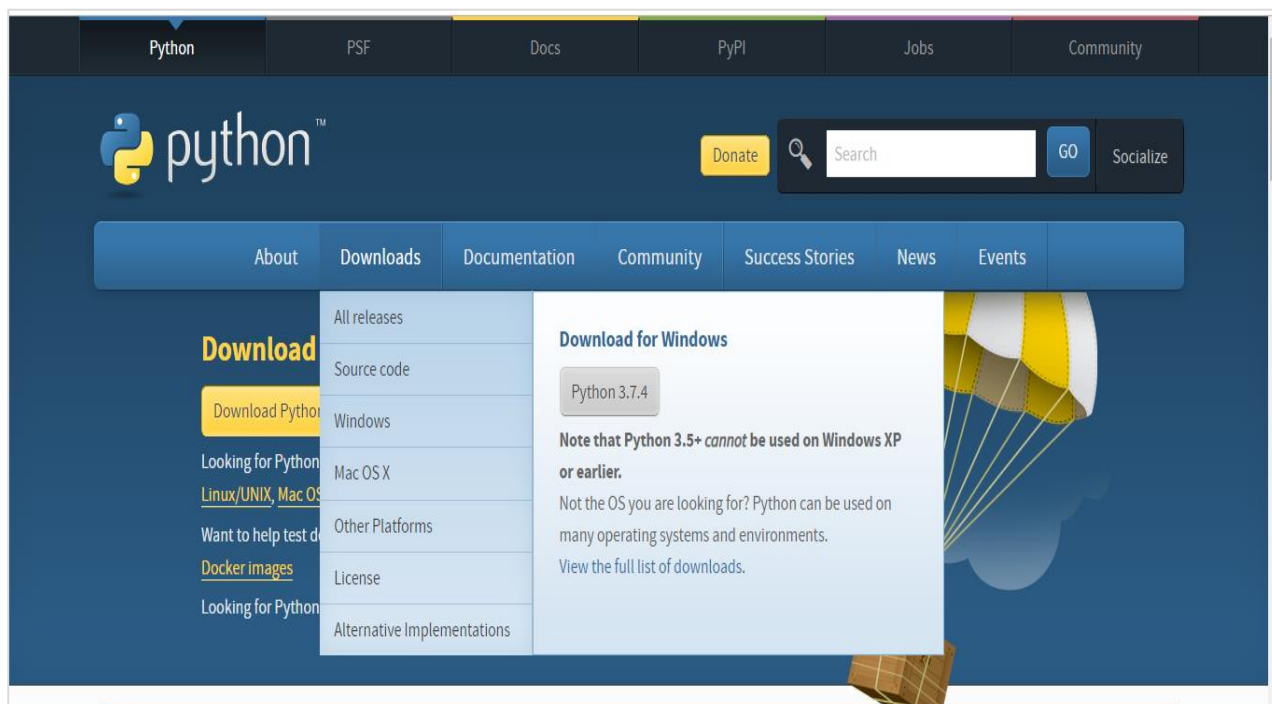 Python PSF Docs PyPI Jobs Community
python™
Donate Search GO Socialize
About Downloads Documentation Community Success Stories News Events
Download
Download Python
Looking for Python
Linux/UNIX, Mac OS
Want to help test de
Docker images
Looking for Python
All releases
Source code
Windows
Mac OS X
Other Platforms
License
Alternative Implementations
Download for Windows
Python 3.7.4
Note that Python 3.5+ cannot be used on Windows XP
or earlier.
Not the OS you are looking for? Python can be used on
many operating systems and environments.
View the full list of downloads.